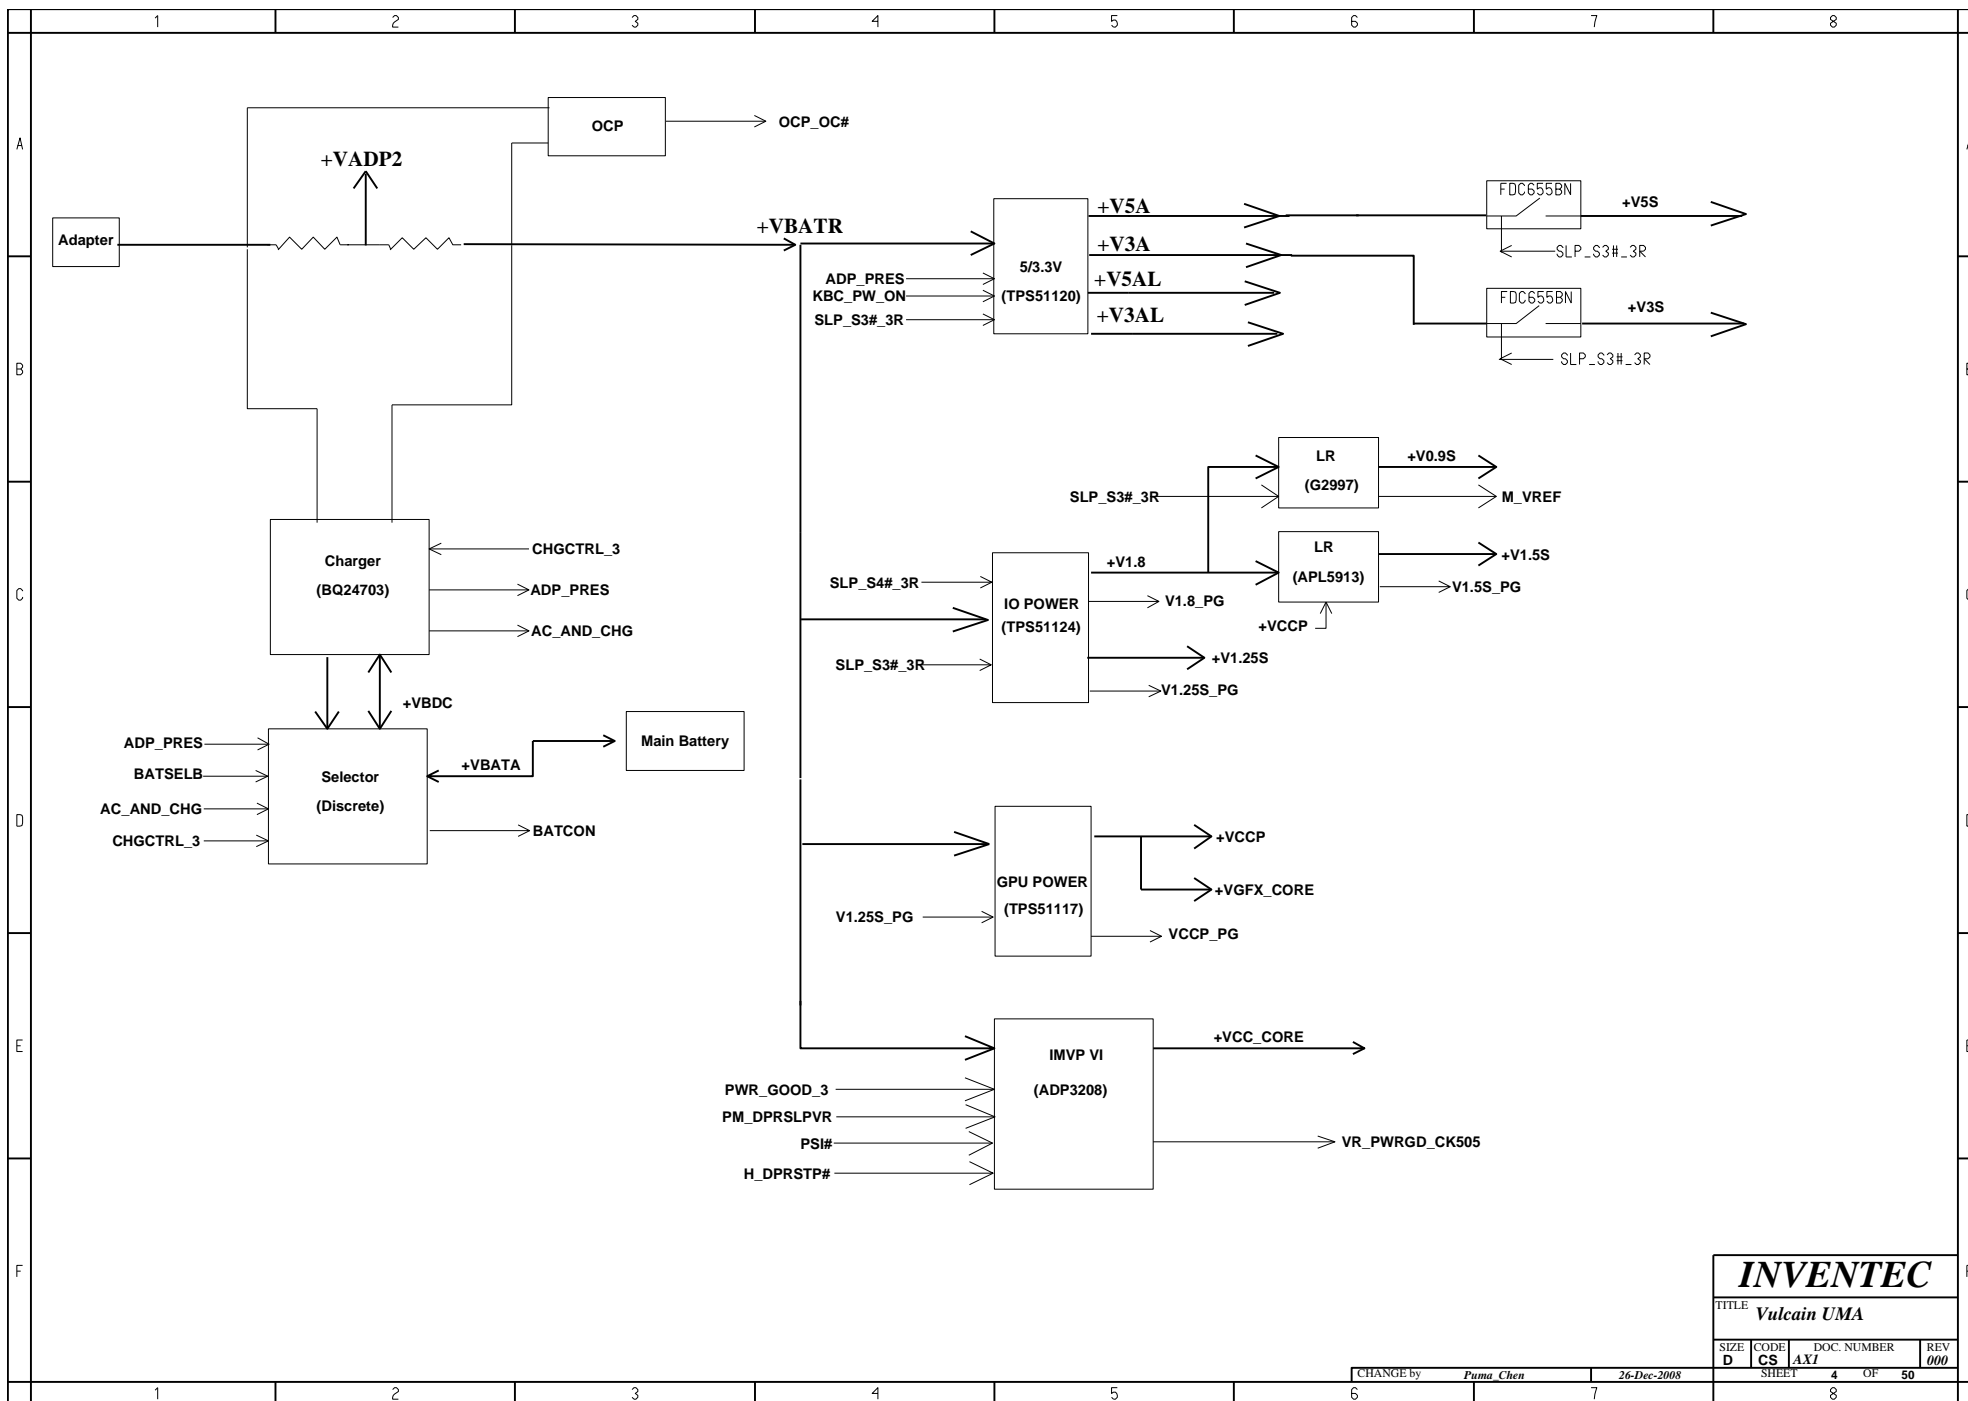 1 2 3 4 5 6 7 8
A
B
C
D
E
F
OCP
OCP_OC#
+VADP2
Adapter
+VBATR
5/3.3V
(TPS51120)
ADP_PRES
KBC_PW_ON
SLP_S3#_3R
+V5A
+V3A
+V5AL
+V3AL
FDC655BN
+V5S
SLP_S3#_3R
FDC655BN
+V3S
SLP_S3#_3R
LR
(G2997)
+V0.9S
SLP_S3#_3R
M_VREF
LR
(APL5913)
+V1.5S
V1.5S_PG
+VCCP
Charger
(BQ24703)
CHGCTRL_3
ADP_PRES
AC_AND_CHG
+VBDC
SLP_S4#_3R
IO POWER
(TPS51124)
SLP_S3#_3R
+V1.8
V1.8_PG
+V1.25S
V1.25S_PG
ADP_PRES
BATSELB
AC_AND_CHG
CHGCTRL_3
Selector
(Discrete)
+VBATA
Main Battery
BATCON
GPU POWER
(TPS51117)
V1.25S_PG
+VCCP
+VGFX_CORE
VCCP_PG
IMVP VI
(ADP3208)
PWR_GOOD_3
PM_DPRSLPVR
PSI#
H_DPRSTP#
+VCC_CORE
VR_PWRGD_CK505
INVENTEC
TITLE Vulcain UMA
SIZE CODE DOC. NUMBER REV
D CS AX1 000
CHANGE by Puma_Chen 26-Dec-2008 SHEET 4 OF 50
1 2 3 4 5 6 7 8